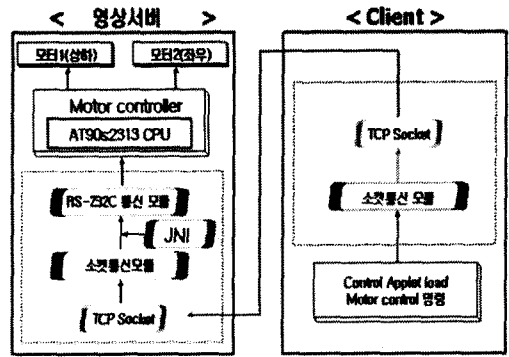 < 영상서버 >
모터1(상하)
모터2(좌우)
Motor controller
AT90s2313 CPU
RS-232C 통신 모듈
JNI
소켓통신모듈
TCP Socket
< Client >
TCP Socket
소켓통신 모듈
Control Applet load
Motor control 명령